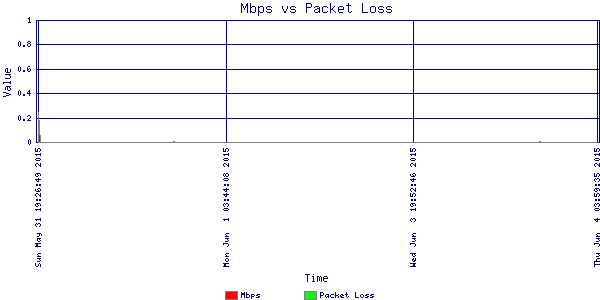 Mbps vs Packet Loss
Value
1
0.8
0.6
0.4
0.2
0
Sun May 31 19:26:49 2015
Mon Jun 1 03:44:08 2015
Wed Jun 3 19:52:46 2015
Thu Jun 4 03:59:35 2015
Time
Mbps
Packet Loss